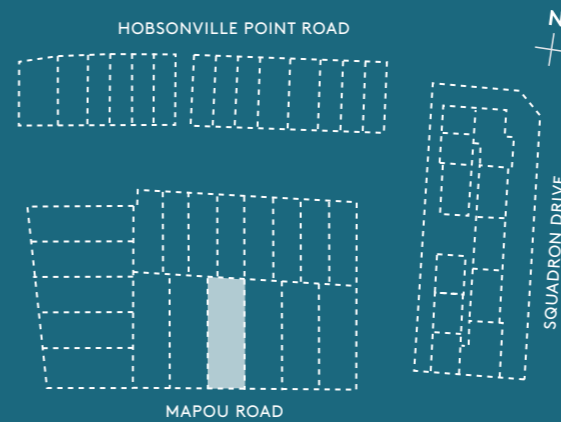 HOBSONVILLE POINT ROAD
N
SQUADRON DRIVE
MAPOU ROAD